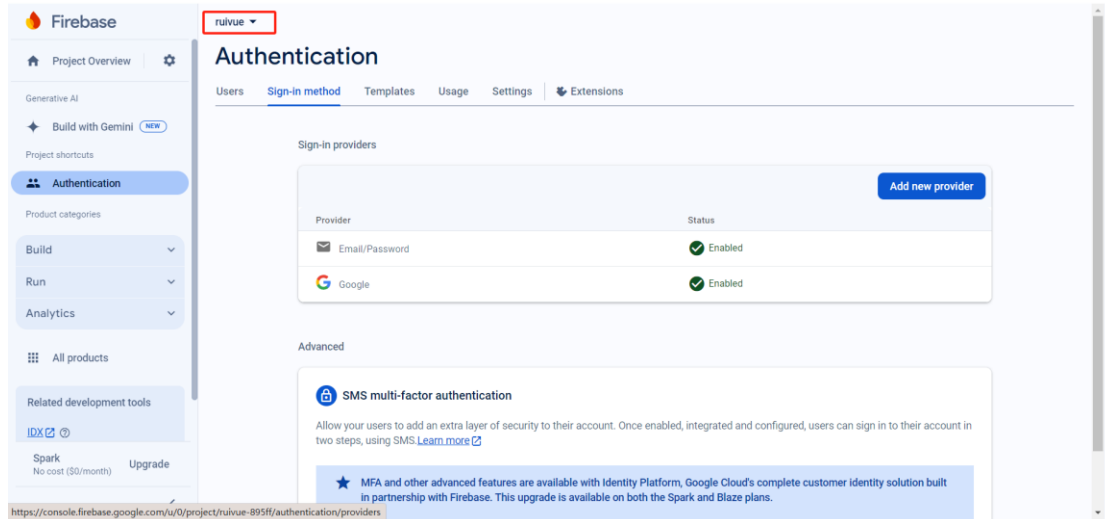 Firebase
ruivue
Project Overview
Authentication
Generative AI
Users Sign-in method Templates Usage Settings Extensions
Build with Gemini NEW
Project shortcuts
Authentication
Product categories
Build
Run
Analytics
All products
Related development tools
IDX
Spark
No cost ($0/month)
Upgrade
Sign-in providers
Add new provider
Provider Status
Email/Password Enabled
Google Enabled
Advanced
SMS multi-factor authentication
Allow your users to add an extra layer of security to their account. Once enabled, integrated and configured, users can sign in to their account in
two steps, using SMS.Learn more
MFA and other advanced features are available with Identity Platform, Google Cloud's complete customer identity solution built
in partnership with Firebase. This upgrade is available on both the Spark and Blaze plans.
https://console.firebase.google.com/u/0/project/ruivue-895ff/authentication/providers